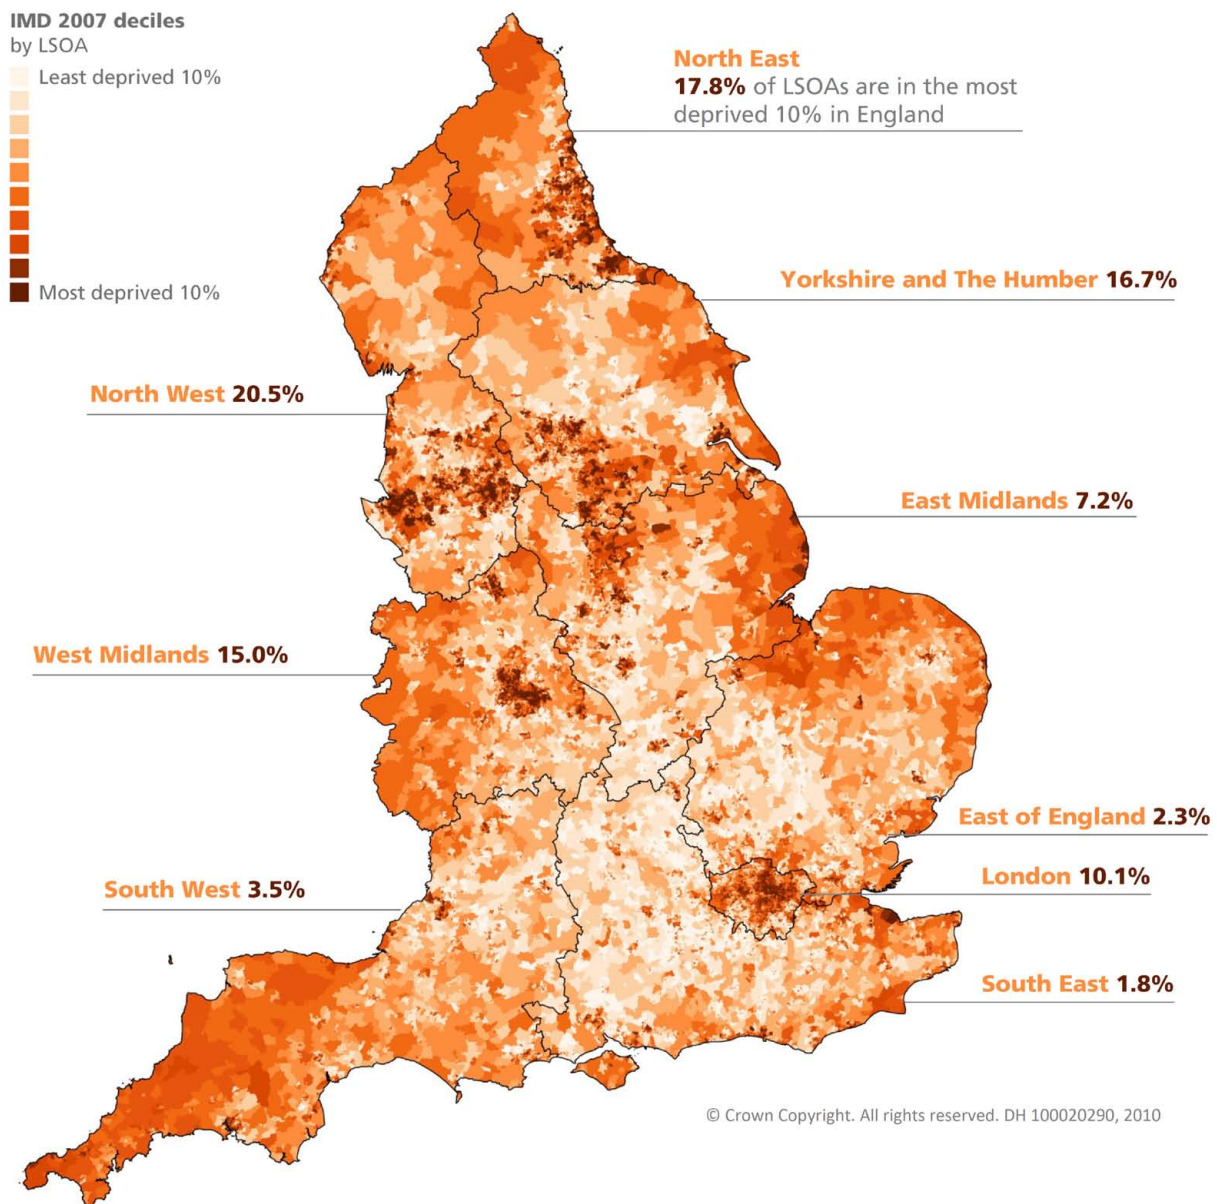 IMD 2007 deciles
by LSOA
Least deprived 10%
Most deprived 10%
North East
17.8% of LSOAs are in the most
deprived 10% in England
Yorkshire and The Humber 16.7%
North West 20.5%
East Midlands 7.2%
West Midlands 15.0%
East of England 2.3%
London 10.1%
South West 3.5%
South East 1.8%
© Crown Copyright. All rights reserved. DH 100020290, 2010